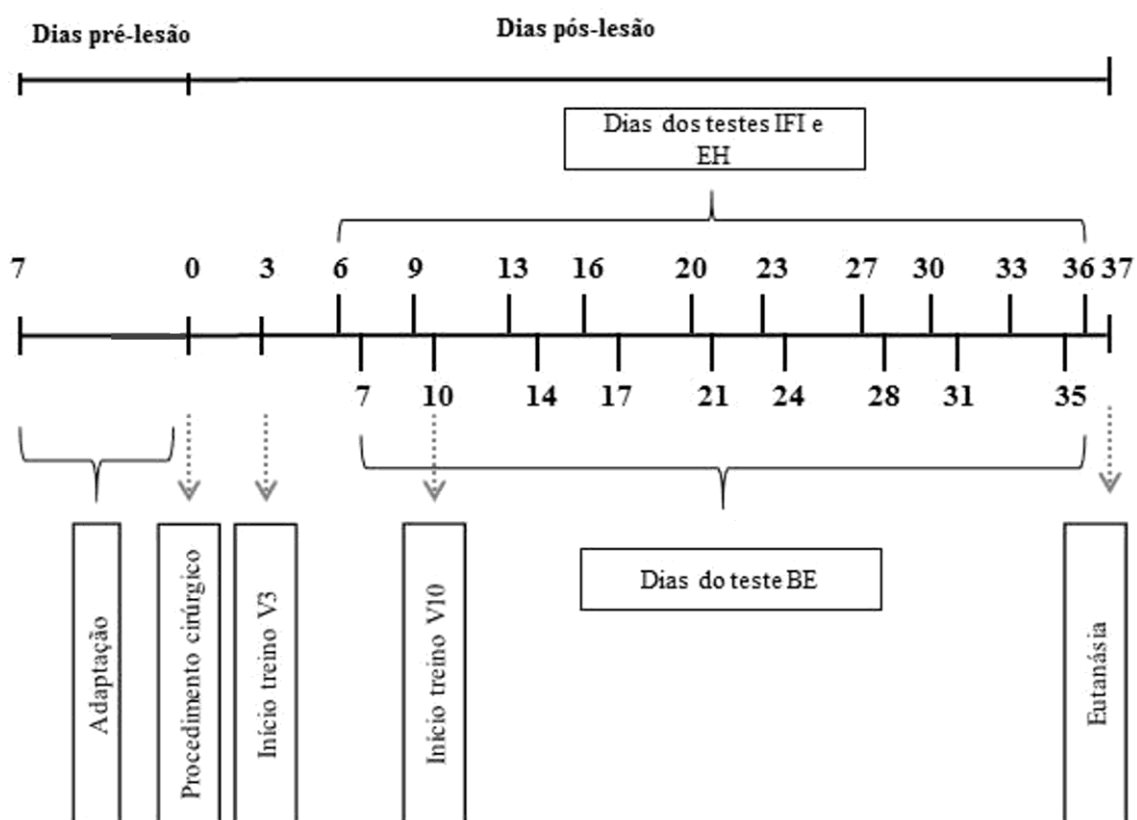 Dias pré-lesão
Dias pós-lesão
Dias dos testes IFI e
EH
7 0 3 6 9 13 16 20 23 27 30 33 36 37
7 10 14 17 21 24 28 31 35
Adaptação
Procedimento cirúrgico
Início treino V3
Início treino V10
Dias do teste BE
Eutanásia